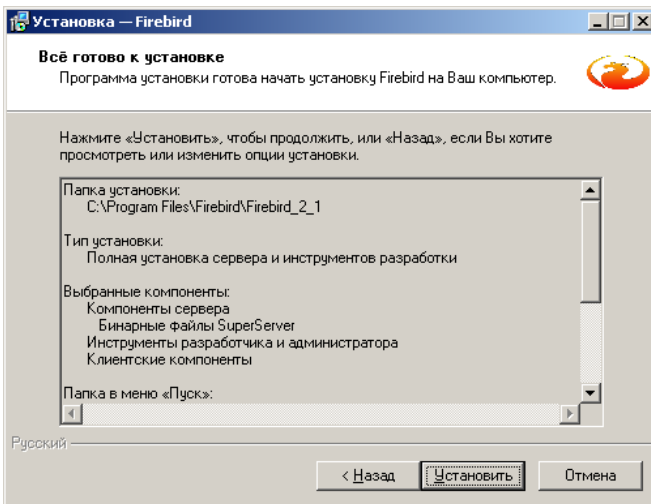 Установка — Firebird
Всё готово к установке
Программа установки готова начать установку Firebird на Ваш компьютер.
Нажмите «Установить», чтобы продолжить, или «Назад», если Вы хотите
просмотреть или изменить опции установки.
Папка установки:
C:\Program Files\Firebird\Firebird_2_1
Тип установки:
Полная установка сервера и инструментов разработки
Выбранные компоненты:
Компоненты сервера
Бинарные файлы SuperServer
Инструменты разработчика и администратора
Клиентские компоненты
Папка в меню «Пуск»:
Русский
< Назад Установить Отмена